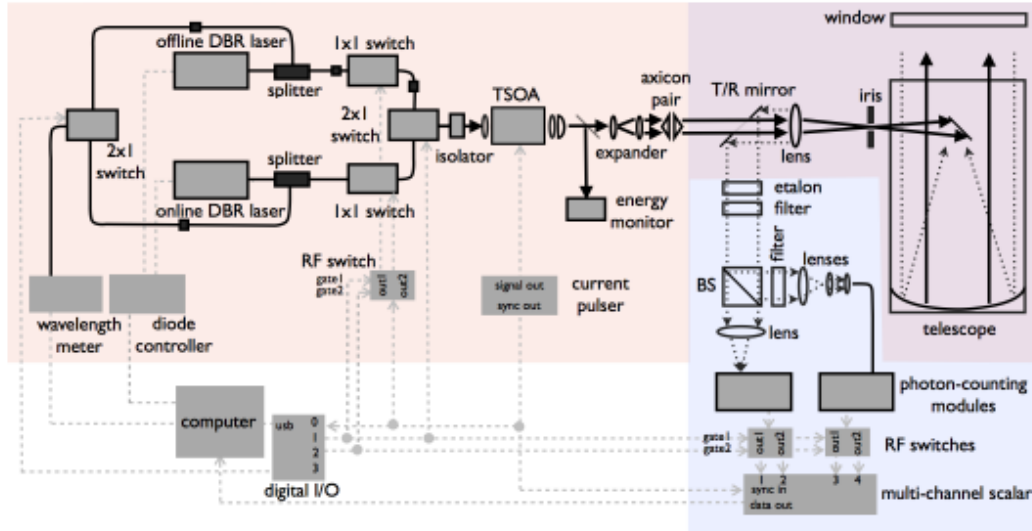 window
offline DBR laser
1x1 switch
splitter
TSOA
axicon
pair
T/R mirror
iris
2x1
switch
2x1
switch
isolator
expander
lens
splitter
online DBR laser
1x1 switch
energy
monitor
etalon
filter
RF switch
gate1
gate2
out1
out2
signal out
sync out
current
pulser
BS
filter
lenses
lens
telescope
wavelength
meter
diode
controller
computer
usb
0
1
2
3
digital I/O
photon-counting
modules
gate1
gate2
out1
out2
out1
out2
RF switches
1 2 3 4
sync in
data out
multi-channel scalar